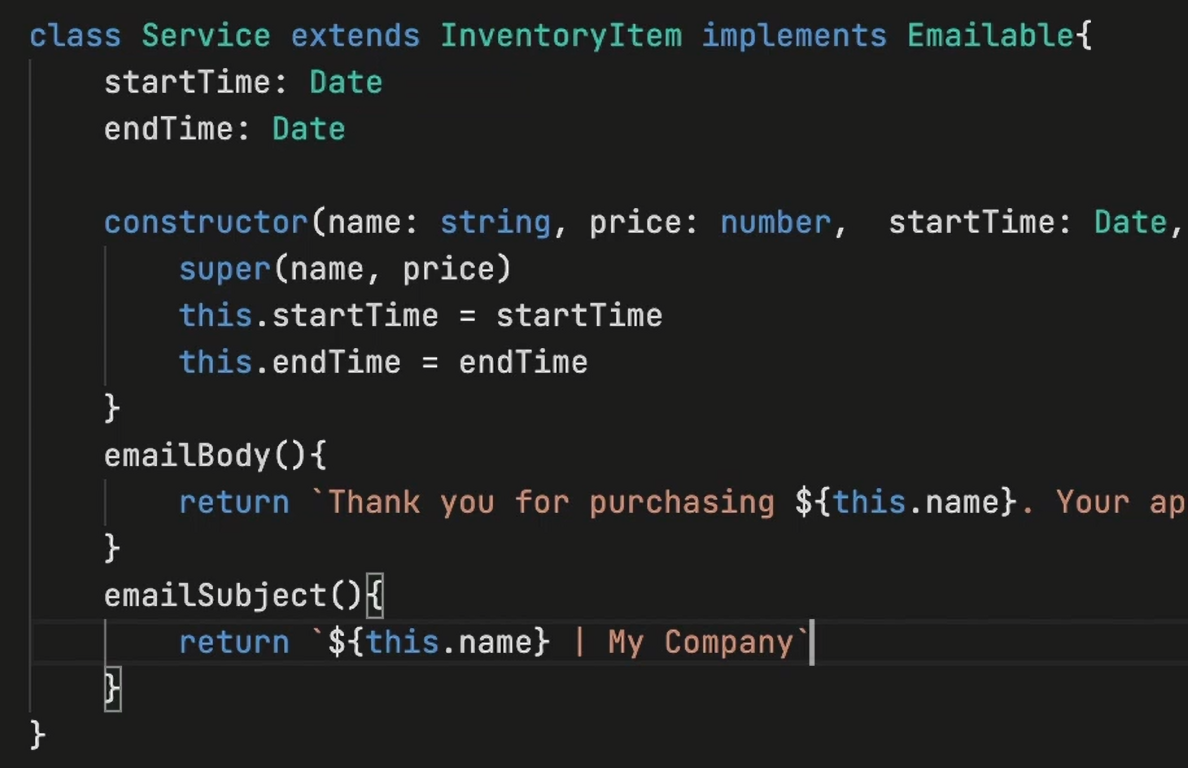 class Service extends InventoryItem implements Emailable{
startTime: Date
endTime: Date
constructor(name: string, price: number,  startTime: Date,
super(name, price)
this.startTime = startTime
this.endTime = endTime
}
emailBody(){
return `Thank you for purchasing ${this.name}. Your
}
emailSubject(){
return `${this.name} | My Company`
}
}